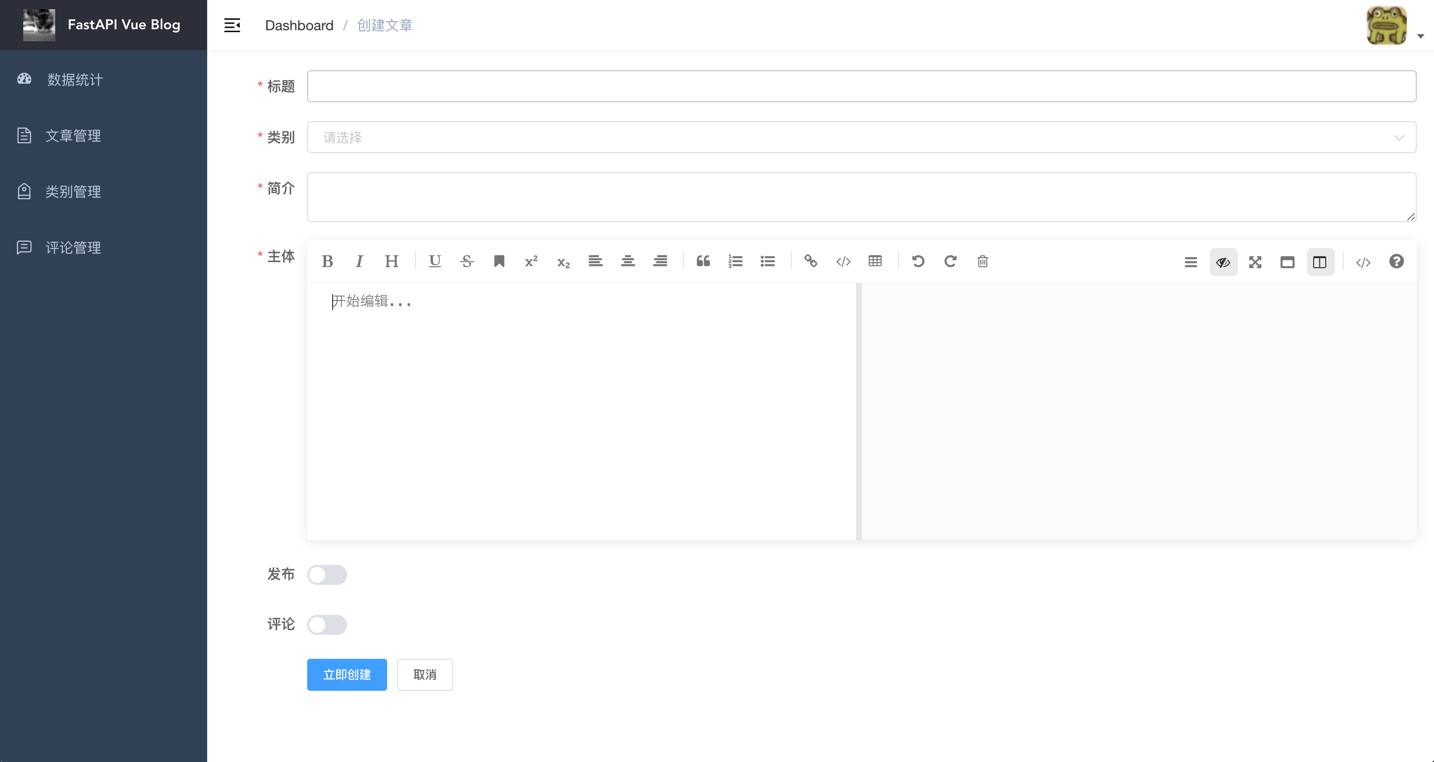 FastAPI Vue Blog
Dashboard / 创建文章
数据统计
文章管理
类别管理
评论管理
* 标题
* 类别 请选择
* 简介
* 主体
B I H U S x² x₂
开始编辑...
发布
评论
立即创建 取消